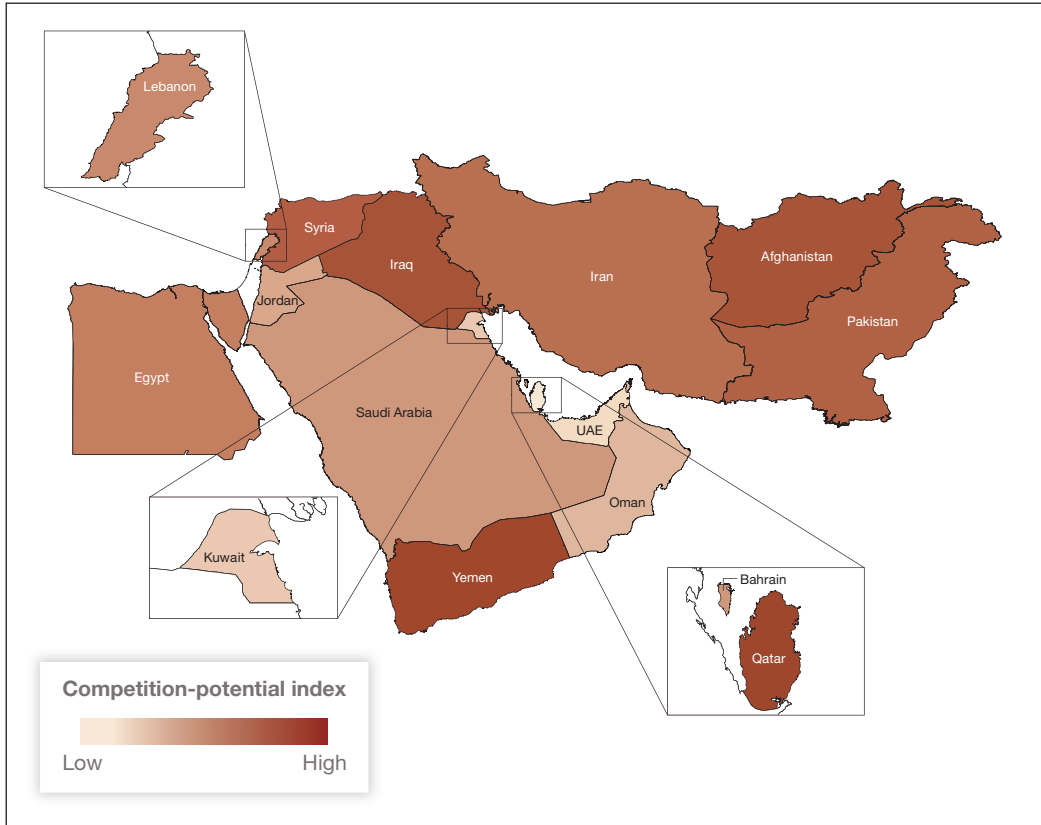 Lebanon
Syria
Iraq
Iran
Afghanistan
Pakistan
Jordan
Egypt
Saudi Arabia
UAE
Oman
Kuwait
Yemen
Bahrain
Qatar
Competition-potential index
Low
High